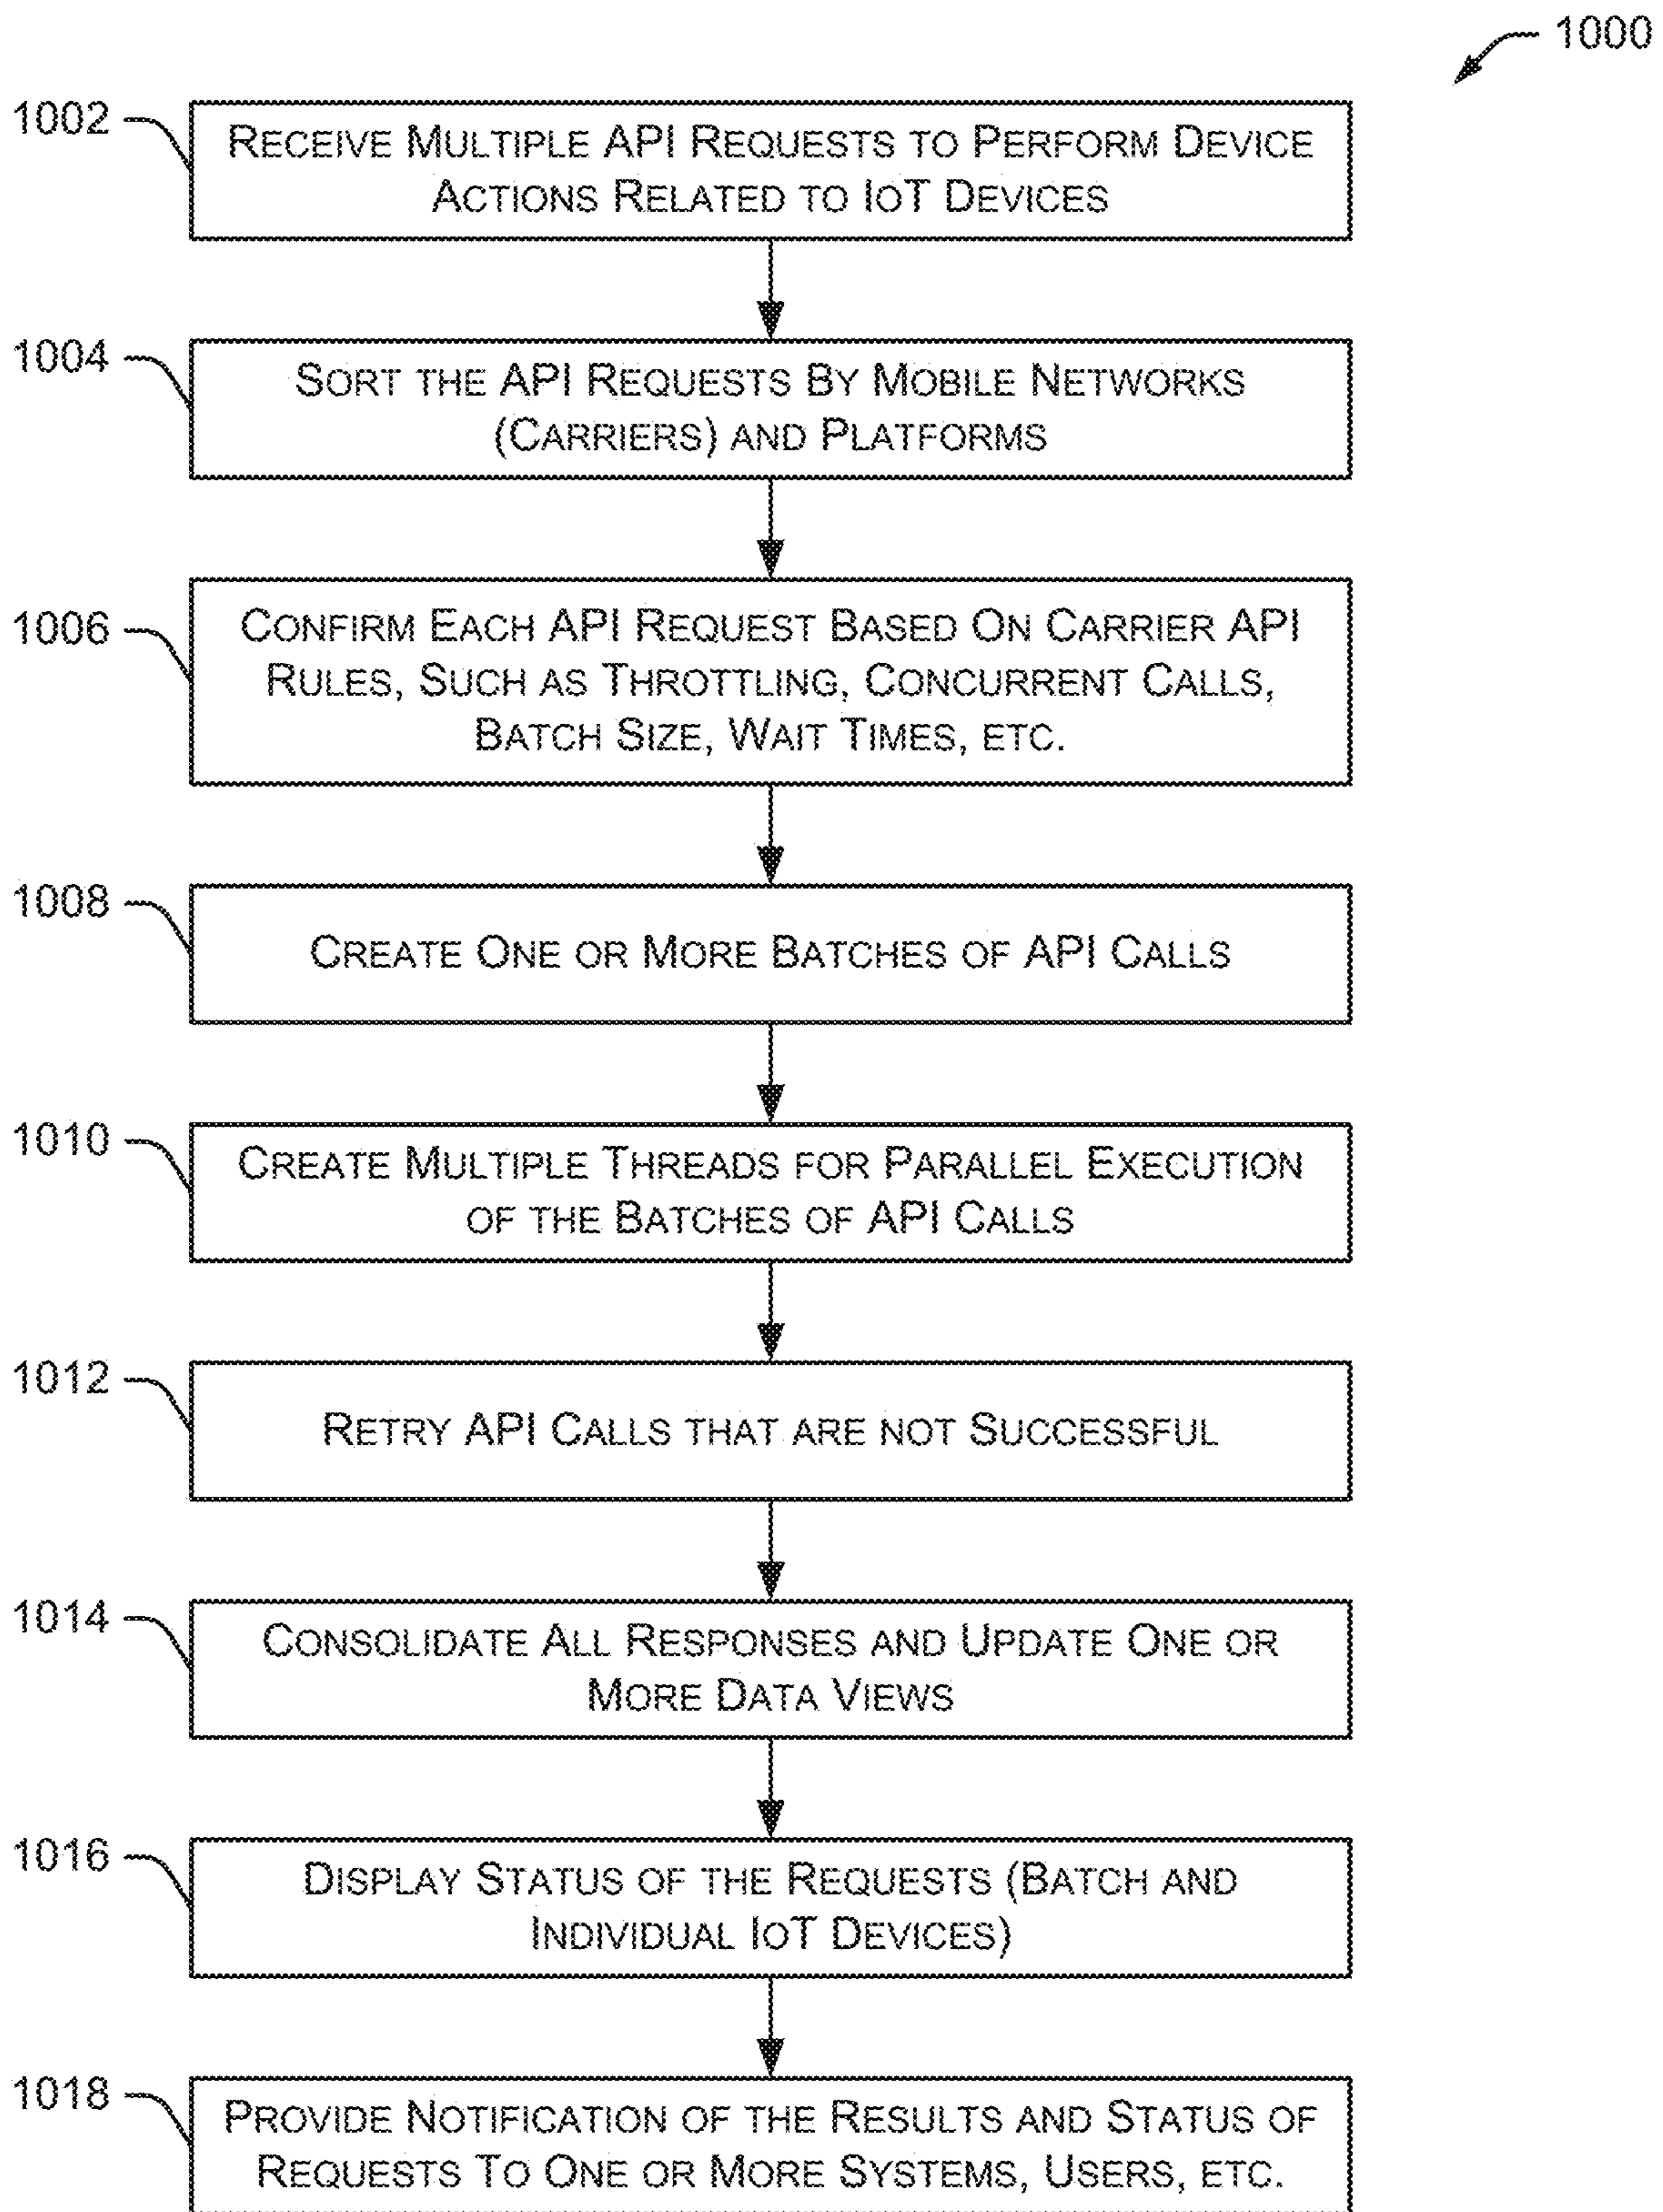 1000
1002
RECEIVE MULTIPLE API REQUESTS TO PERFORM DEVICE
ACTIONS RELATED TO IOT DEVICES
1004
SORT THE API REQUESTS BY MOBILE NETWORKS
(CARRIERS) AND PLATFORMS
1006
CONFIRM EACH API REQUEST BASED ON CARRIER API
RULES, SUCH AS THROTTLING, CONCURRENT CALLS,
BATCH SIZE, WAIT TIMES, ETC.
1008
CREATE ONE OR MORE BATCHES OF API CALLS
1010
CREATE MULTIPLE THREADS FOR PARALLEL EXECUTION
OF THE BATCHES OF API CALLS
1012
RETRY API CALLS THAT ARE NOT SUCCESSFUL
1014
CONSOLIDATE ALL RESPONSES AND UPDATE ONE OR
MORE DATA VIEWS
1016
DISPLAY STATUS OF THE REQUESTS (BATCH AND
INDIVIDUAL IOT DEVICES)
1018
PROVIDE NOTIFICATION OF THE RESULTS AND STATUS OF
REQUESTS TO ONE OR MORE SYSTEMS, USERS, ETC.